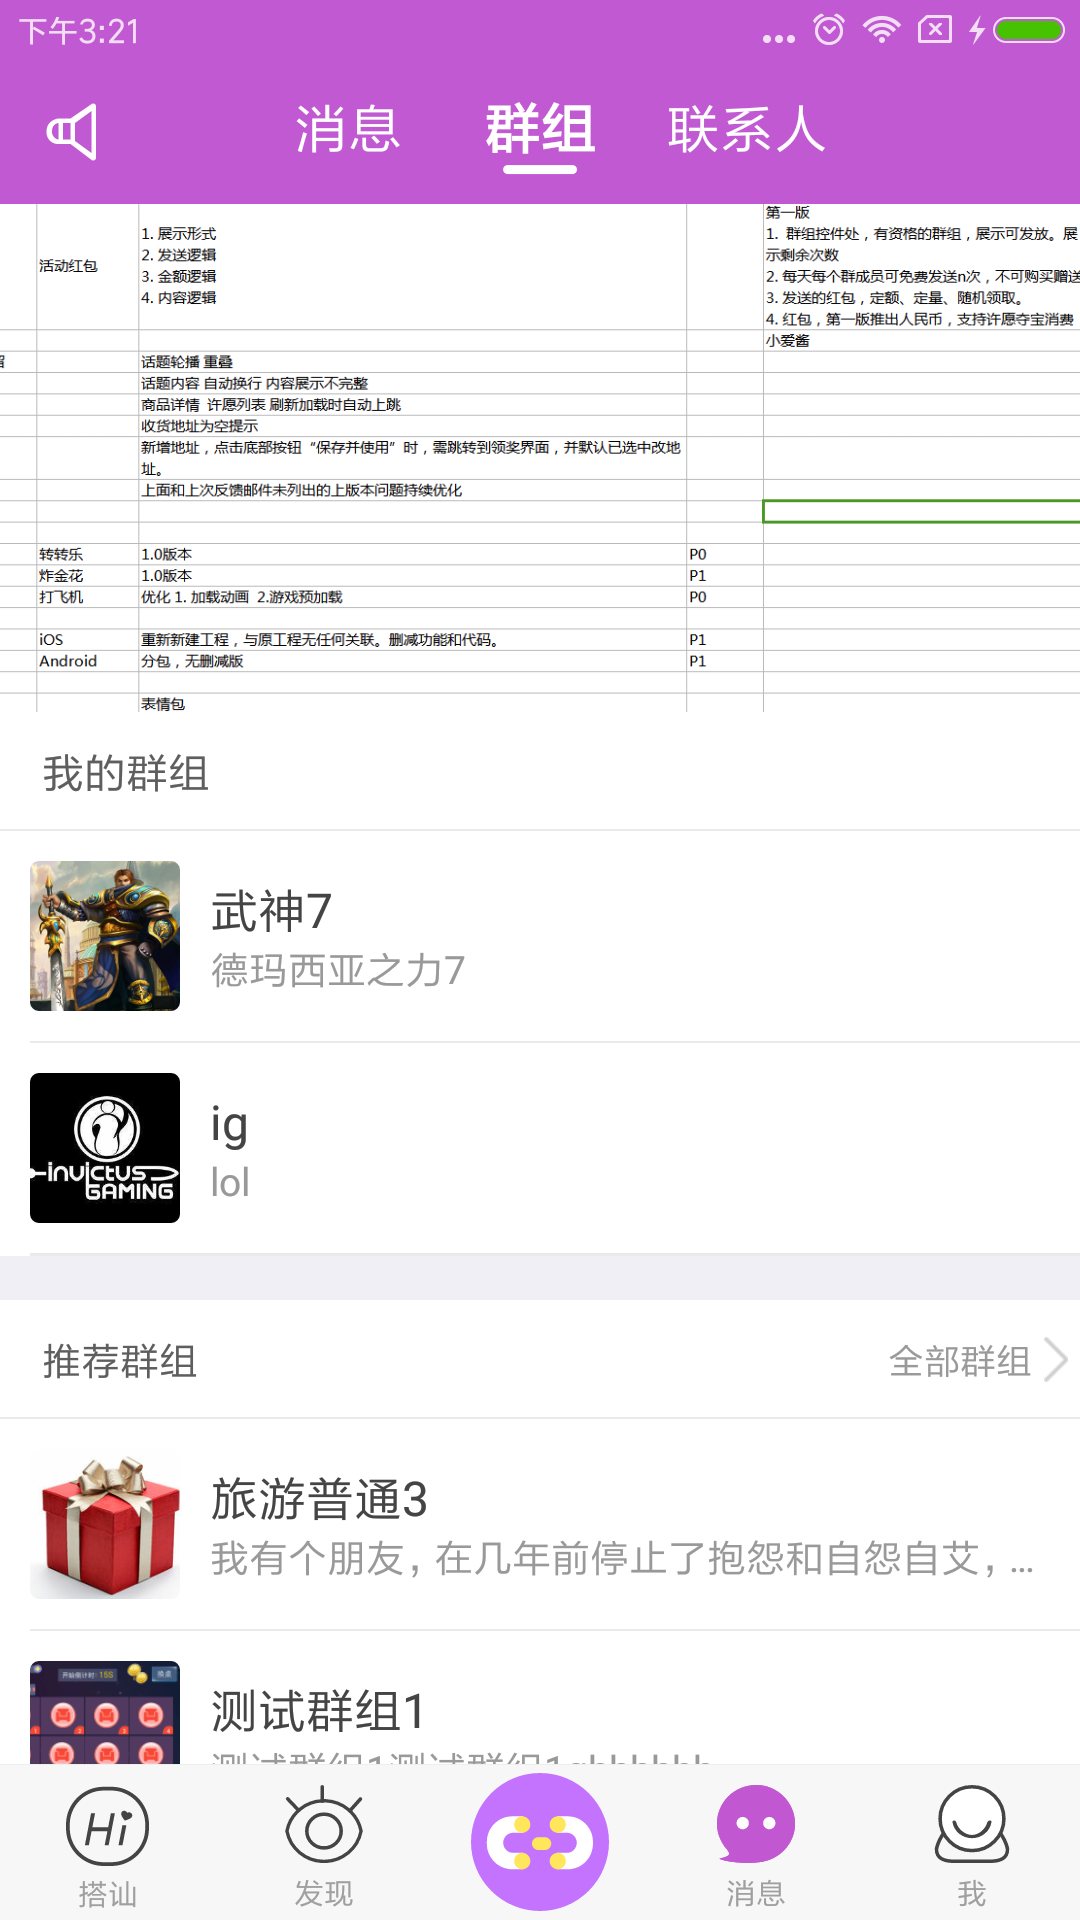 下午3:21
消息 群组 联系人
第一版
活动红包
1. 展示形式
2. 发送逻辑
3. 金额逻辑
4. 内容逻辑
1. 群组控件处，有资格的群组，展示可发放。展
示剩余次数
2. 每天每个群成员可免费发送n次，不可购买赠送
3. 发送的红包，定额、定量、随机领取。
4. 红包，第一版推出人民币，支持许愿夺宝消费
小爱酱
话题轮播 重叠
话题内容 自动换行 内容展示不完整
商品详情 许愿列表 刷新加载时自动上跳
收货地址为空提示
新增地址，点击底部按钮“保存并使用”时，需跳转到领奖界面，并默认已选中改地
址。
上面和上次反馈邮件未列出的上版本问题持续优化
转转乐 1.0版本 P0
炸金花 1.0版本 P1
打飞机 优化 1. 加载动画 2.游戏预加载 P0
iOS 重新新建工程，与原工程无任何关联。删减功能和代码。 P1
Android 分包，无删减版 P1
表情包
我的群组
武神7
德玛西亚之力7
invictus
GAMING
ig
lol
推荐群组 全部群组
旅游普通3
我有个朋友，在几年前停止了抱怨和自怨自艾，...
开始倒计时：15S
测试群组1
Hi
搭讪 发现 消息 我